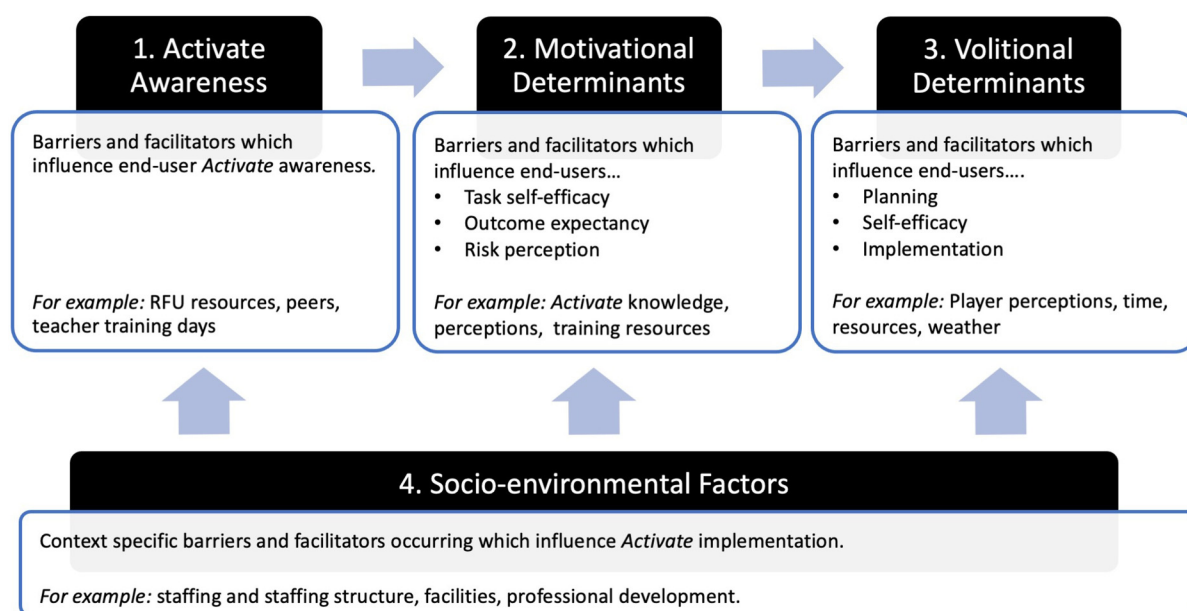 1. Activate
Awareness
Barriers and facilitators which
influence end-user Activate awareness.
For example: RFU resources, peers,
teacher training days
2. Motivational
Determinants
Barriers and facilitators which
influence end-users...
• Task self-efficacy
• Outcome expectancy
• Risk perception
For example: Activate knowledge,
perceptions, training resources
3. Volitional
Determinants
Barriers and facilitators which
influence end-users....
• Planning
• Self-efficacy
• Implementation
For example: Player perceptions, time,
resources, weather
4. Socio-environmental Factors
Context specific barriers and facilitators occurring which influence Activate implementation.
For example: staffing and staffing structure, facilities, professional development.